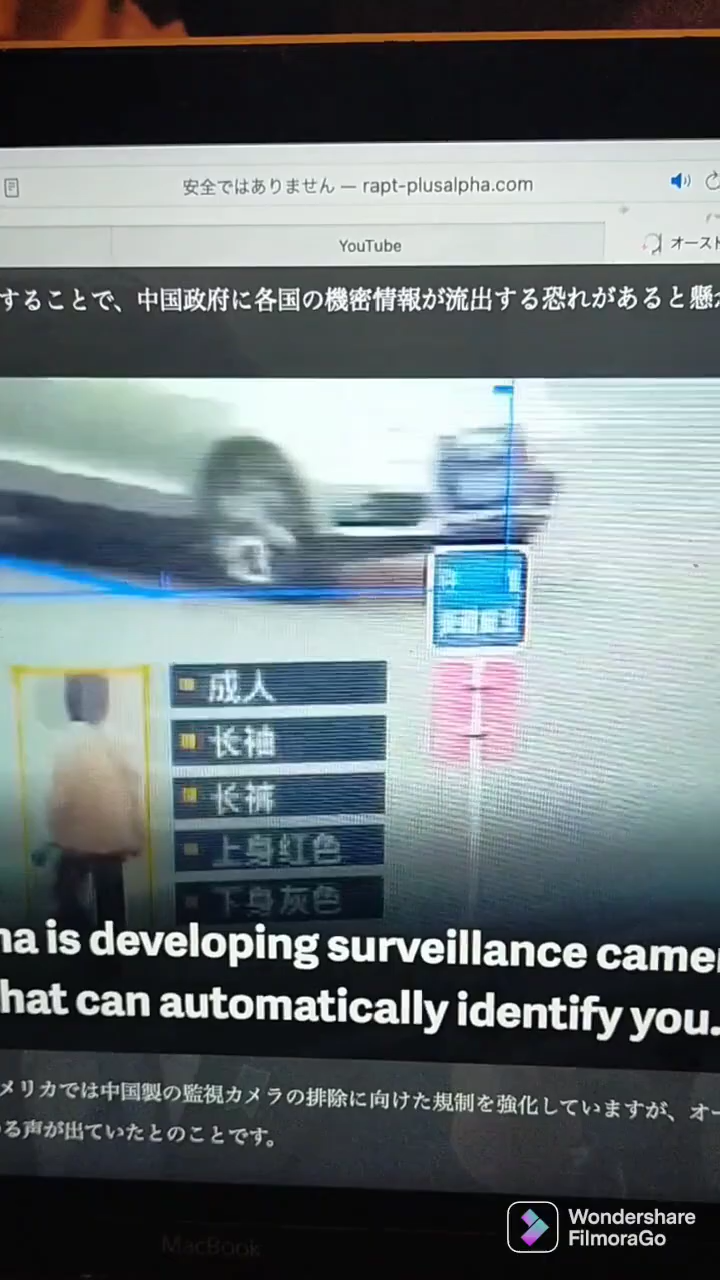 安全ではありません — rapt-plusalpha.com
YouTube
オースト
することで、中国政府に各国の機密情報が流出する恐れがあると懸
成人
长袖
长裤
上身红色
下身灰色
na is developing surveillance came
hat can automatically identify you.
メリカでは中国製の監視カメラの排除に向けた規制を強化していますが、オー
る声が出ていたとのことです。
MacBook
Wondershare
FilmoraGo